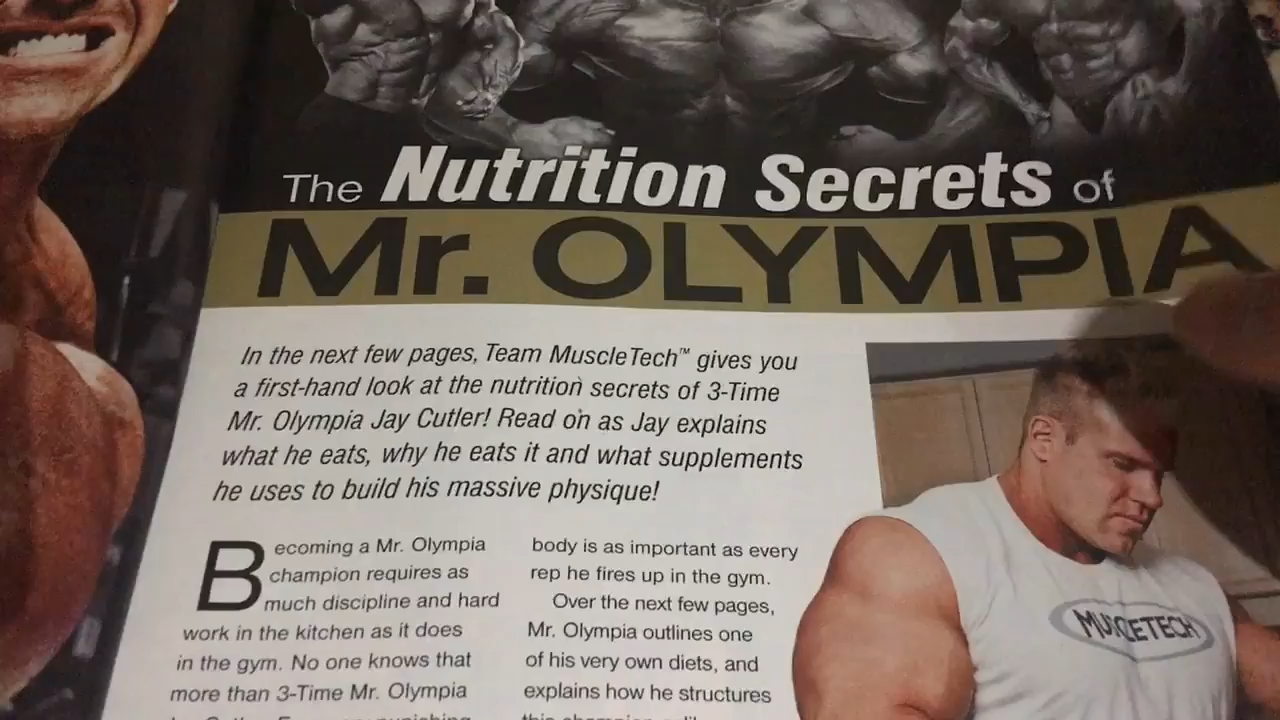 The Nutrition Secrets of
Mr. OLYMPIA
In the next few pages, Team MuscleTech™ gives you
a first-hand look at the nutrition secrets of 3-Time
Mr. Olympia Jay Cutler! Read on as Jay explains
what he eats, why he eats it and what supplements
he uses to build his massive physique!
Becoming a Mr. Olympia
champion requires as
much discipline and hard
work in the kitchen as it does
in the gym. No one knows that
more than 3-Time Mr. Olympia
body is as important as every
rep he fires up in the gym.
Over the next few pages,
Mr. Olympia outlines one
of his very own diets, and
explains how he structures
MUSCLETECH